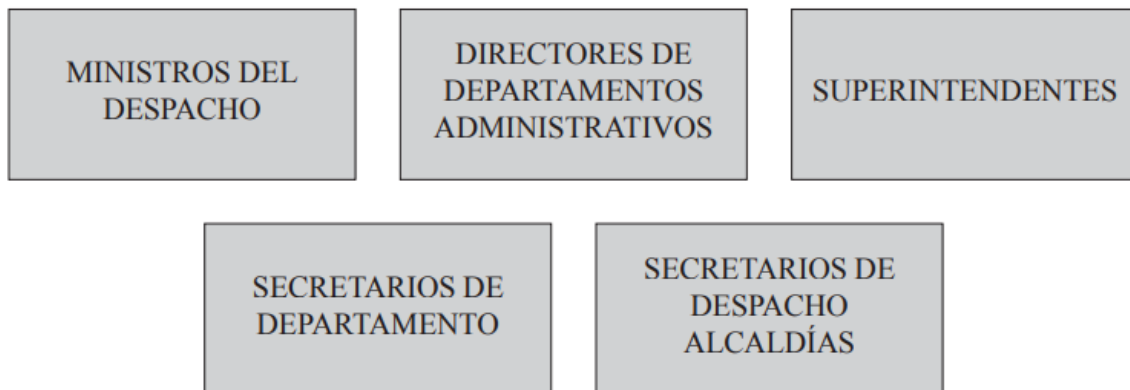 MINISTROS DEL
DESPACHO
DIRECTORES DE
DEPARTAMENTOS
ADMINISTRATIVOS
SUPERINTENDENTES
SECRETARIOS DE
DEPARTAMENTO
SECRETARIOS DE
DESPACHO
ALCALDÍAS